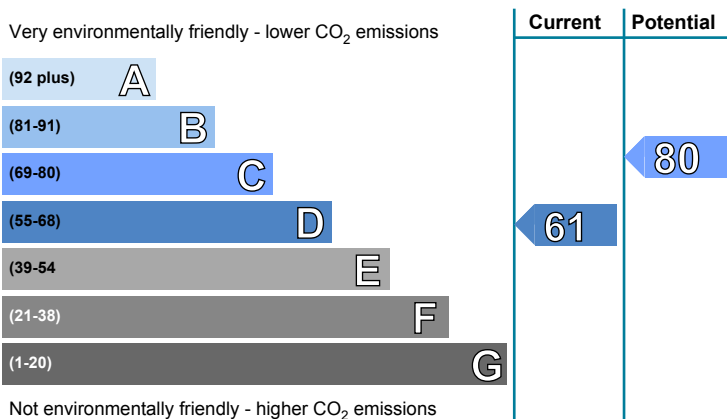 Current Potential
Very environmentally friendly - lower CO2 emissions
(92 plus) A
(81-91) B
(69-80) C
80
(55-68) D
61
(39-54 E
(21-38) F
(1-20) G
Not environmentally friendly - higher CO2 emissions